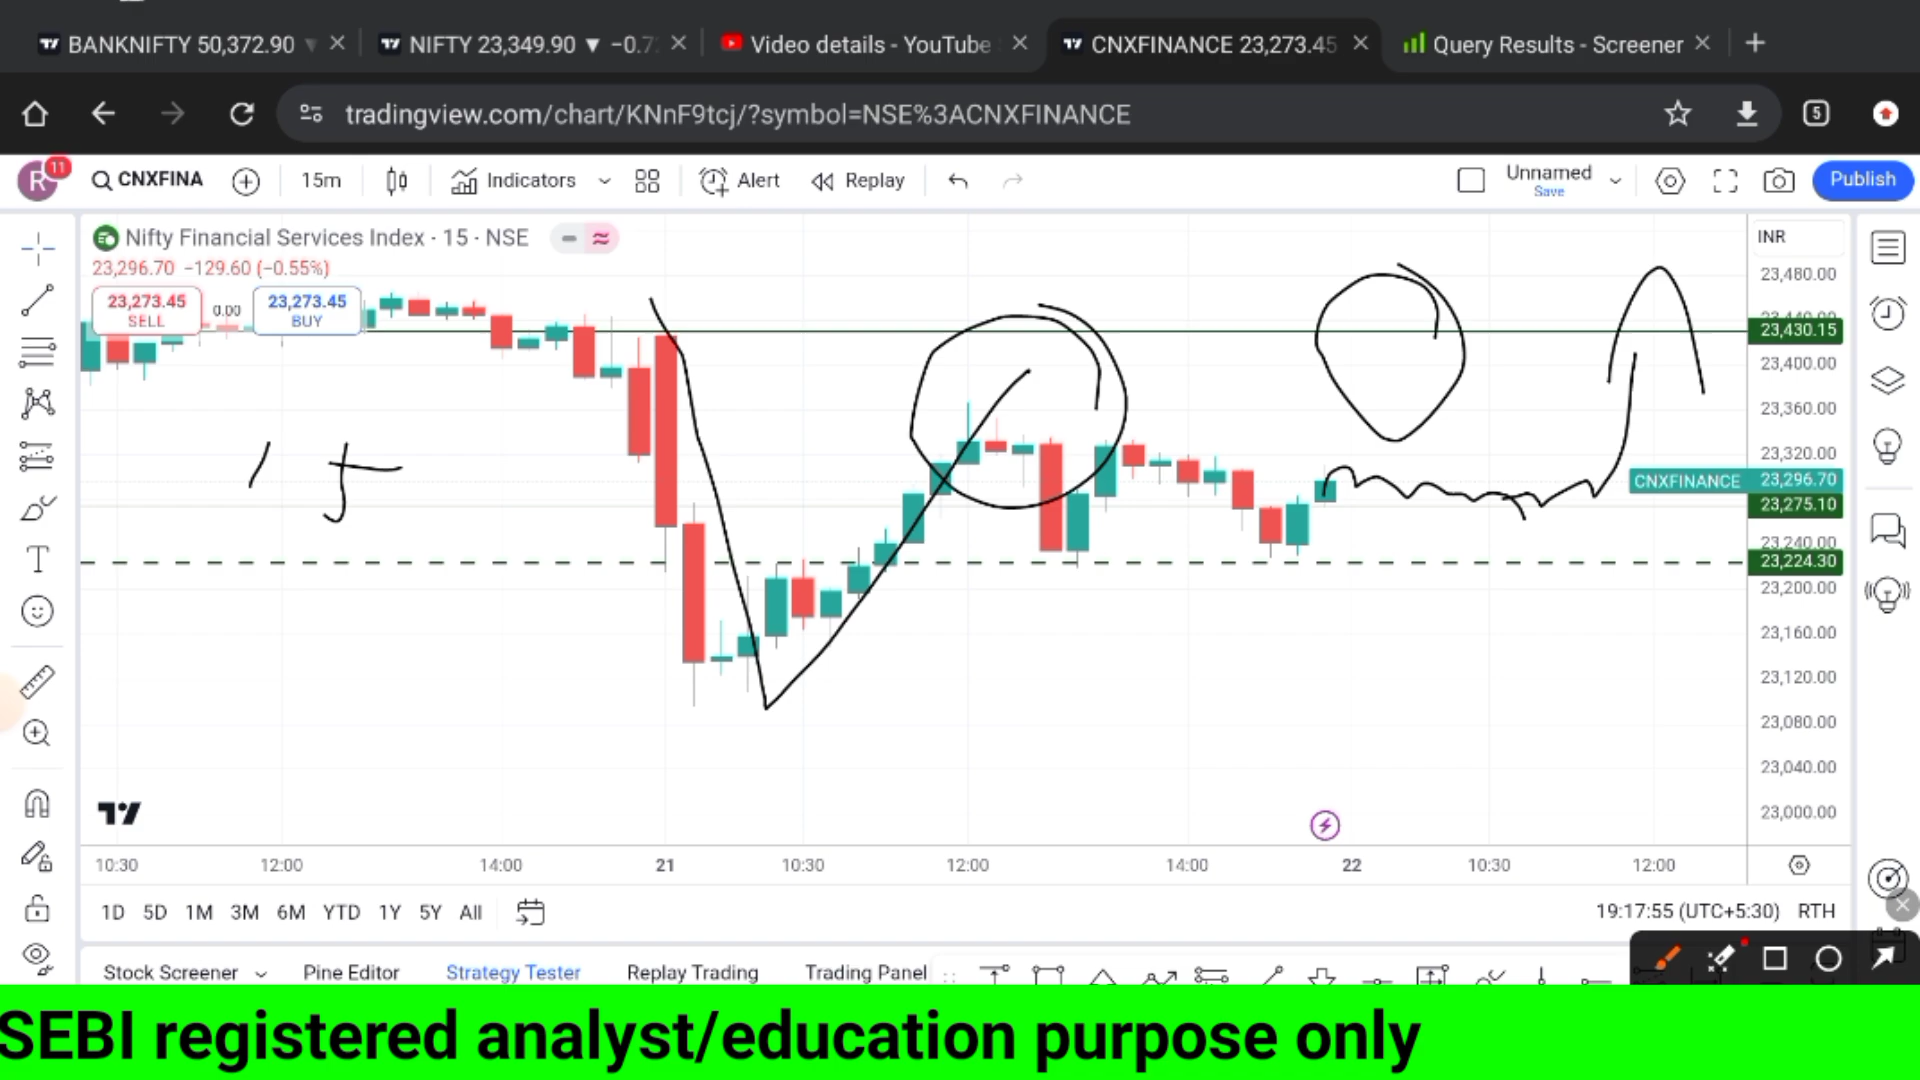 BANKNIFTY 50,372.90 ▼
NIFTY 23,349.90 ▼ −0.7
Video details - YouTube
CNXFINANCE 23,273.45
Query Results - Screener
tradingview.com/chart/KNnF9tcj/?symbol=NSE%3ACNXFINANCE
5
R 11
CNXFINA
15m
Indicators
Alert
Replay
Unnamed
Save
Publish
Nifty Financial Services Index · 15 · NSE
INR
23,296.70 −129.60 (−0.55%)
23,273.45
SELL
0.00
23,273.45
BUY
23,480.00
23,440.00
23,430.15
23,400.00
23,360.00
23,320.00
CNXFINANCE 23,296.70
23,275.10
23,240.00
23,224.30
23,200.00
23,160.00
23,120.00
23,080.00
23,040.00
23,000.00
10:30 12:00 14:00 21 10:30 12:00 14:00 22 10:30 12:00
1D 5D 1M 3M 6M YTD 1Y 5Y All
19:17:55 (UTC+5:30) RTH
Stock Screener Pine Editor Strategy Tester Replay Trading Trading Panel
SEBI registered analyst/education purpose only